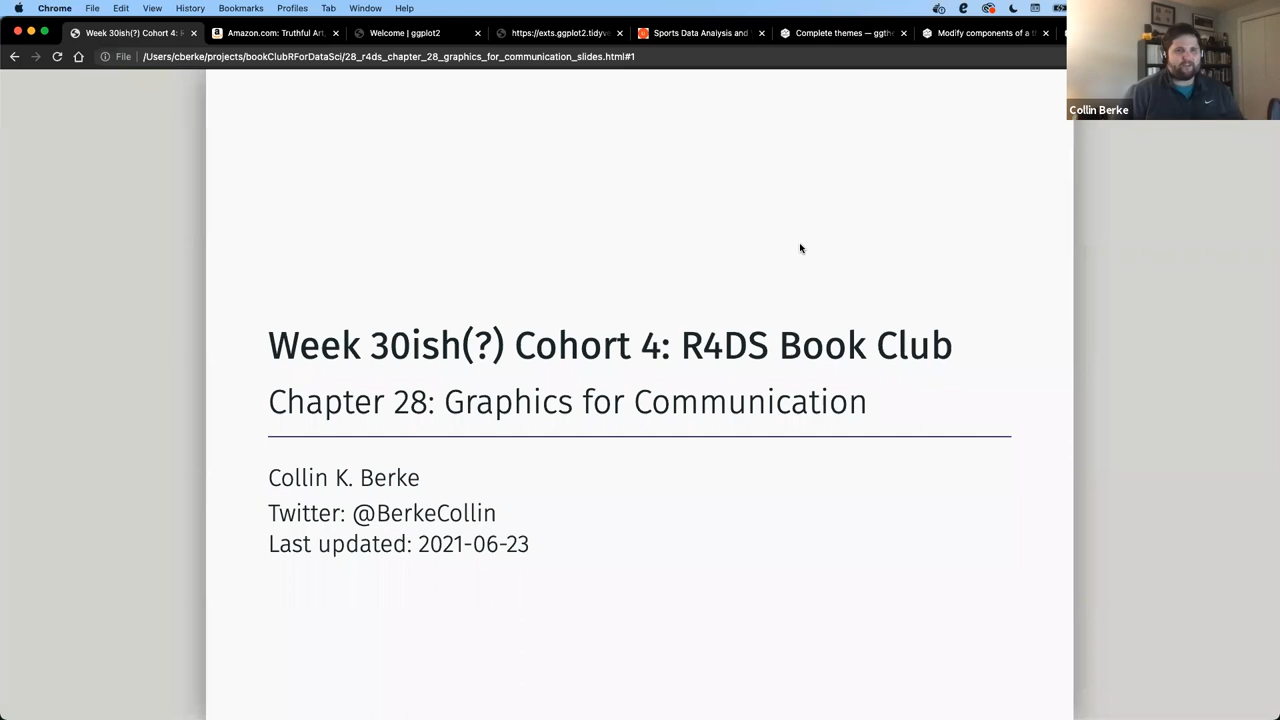 Chrome File Edit View History Bookmarks Profiles Tab Window Help
Week 30ish(?) Cohort 4: R
Amazon.com: Truthful Art,
Welcome | ggplot2
https://exts.ggplot2.tidyve
Sports Data Analysis and
Complete themes — ggth
Modify components of a th
File /Users/cberke/projects/bookClubRForDataSci/28_r4ds_chapter_28_graphics_for_communication_slides.html#1
Collin Berke
Week 30ish(?) Cohort 4: R4DS Book Club
Chapter 28: Graphics for Communication
Collin K. Berke
Twitter: @BerkeCollin
Last updated: 2021-06-23